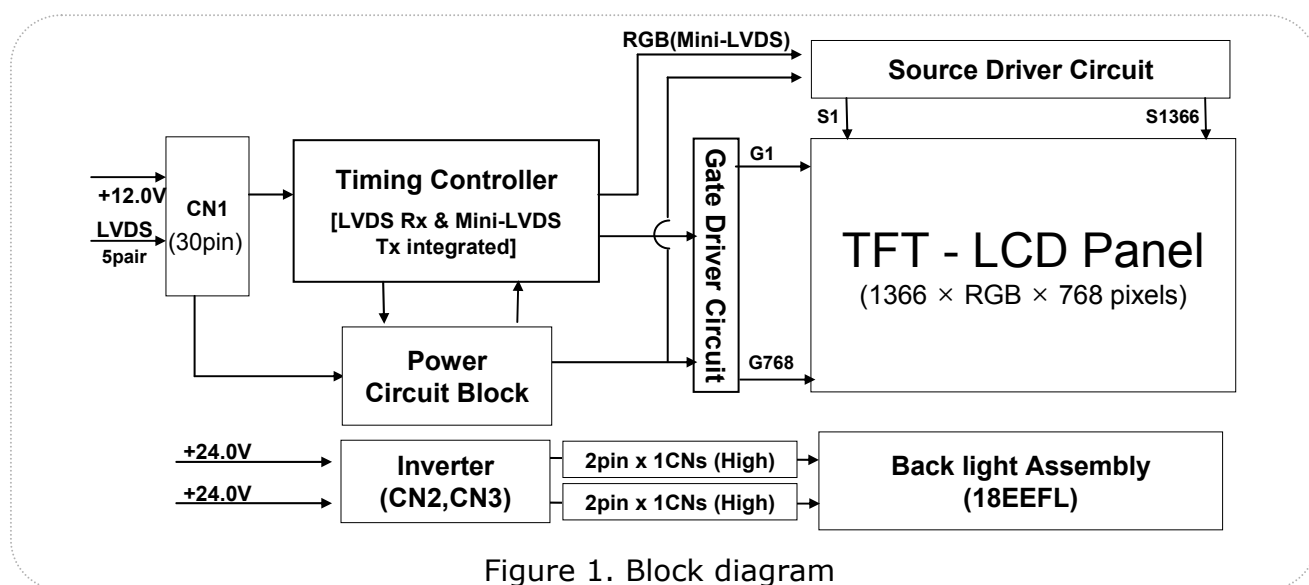 RGB(Mini-LVDS)
Source Driver Circuit
S1
S1366
+12.0V
LVDS
5pair
CN1
(30pin)
Timing Controller
[LVDS Rx & Mini-LVDS
Tx integrated]
Power
Circuit Block
Gate Driver Circuit
G1
G768
TFT - LCD Panel
(1366 × RGB × 768 pixels)
+24.0V
+24.0V
Inverter
(CN2,CN3)
2pin x 1CNs (High)
2pin x 1CNs (High)
Back light Assembly
(18EEFL)
Figure 1. Block diagram